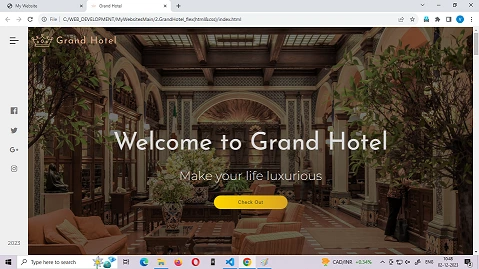 My Website
Grand Hotel
File
C:/WEB_DEVELOPMENT/MyWebsitesMain/2.GrandHotel_flex(html&css)/index.html
Grand Hotel
Welcome to Grand Hotel
Make your life luxurious
Check Out
2023
Type here to search
CAD/INR +0.34%
ENG
10:48
02-12-2023